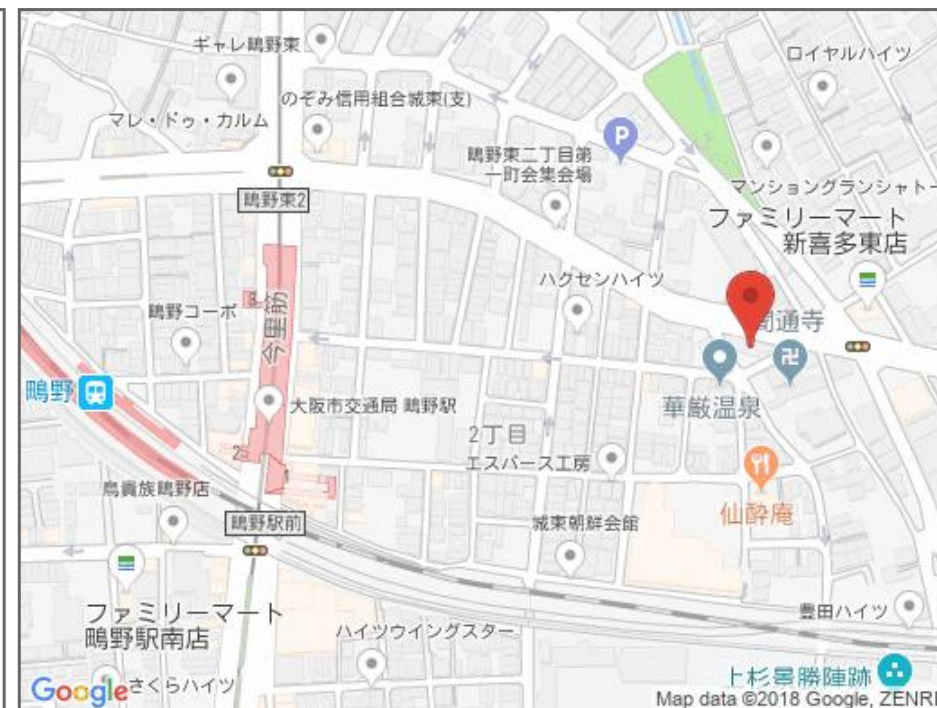 ギャレ鴫野東
ロイヤルハイツ
のぞみ信用組合城東(支)
マレ・ドゥ・カルム
P
鴫野東二丁目第
一町会集会場
鴫野東2
マンショングランシャトー
ファミリーマート
新喜多東店
ハクセンハイツ
3
今里筋
鴫野コーポ
通寺
卍
鴫野
大阪市交通局 鴫野駅
華厳温泉
2丁目
2
エスパース工房
1
鳥貴族鴫野店
仙酔庵
鴫野駅前
城東朝鮮会館
ファミリーマート
鴫野駅南店
豊田ハイツ
ハイツウイングスター
上杉景勝陣跡
Google
さくらハイツ
Map data ©2018 Google, ZENRI